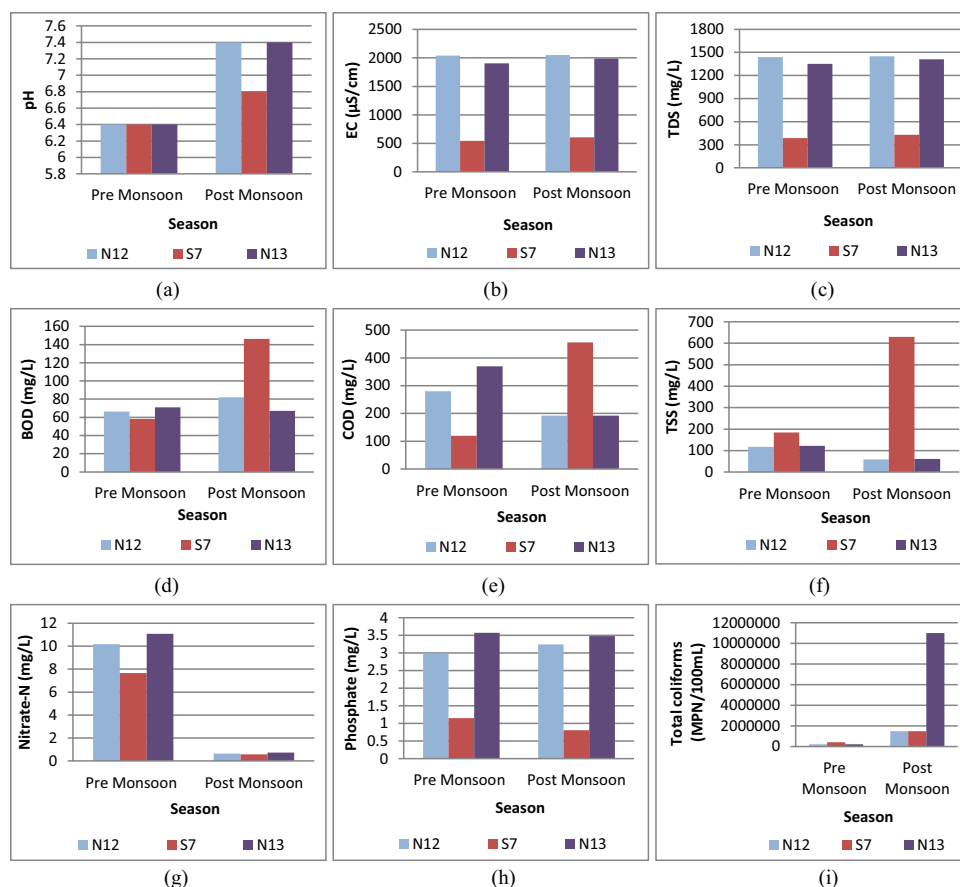 pH
7.6
7.4
7.2
7
6.8
6.6
6.4
6.2
6
5.8
Pre Monsoon Post Monsoon
Season
N12 S7 N13
(a)
EC (µS/cm)
2500
2000
1500
1000
500
0
Pre Monsoon Post Monsoon
Season
N12 S7 N13
(b)
TDS (mg/L)
1800
1500
1200
900
600
300
0
Pre Monsoon Post Monsoon
Season
N12 S7 N13
(c)
BOD (mg/L)
160
140
120
100
80
60
40
20
0
Pre Monsoon Post Monsoon
Season
N12 S7 N13
(d)
COD (mg/L)
500
400
300
200
100
0
Pre Monsoon Post Monsoon
Season
N12 S7 N13
(e)
TSS (mg/L)
700
600
500
400
300
200
100
0
Pre Monsoon Post Monsoon
Season
N12 S7 N13
(f)
Nitrate-N (mg/L)
12
10
8
6
4
2
0
Pre Monsoon Post Monsoon
Season
N12 S7 N13
(g)
Phosphate (mg/L)
4
3.5
3
2.5
2
1.5
1
0.5
0
Pre Monsoon Post Monsoon
Season
N12 S7 N13
(h)
Total coliforms
(MPN/100mL)
12000000
10000000
8000000
6000000
4000000
2000000
0
Pre Post
Monsoon Monsoon
Season
N12 S7 N13
(i)